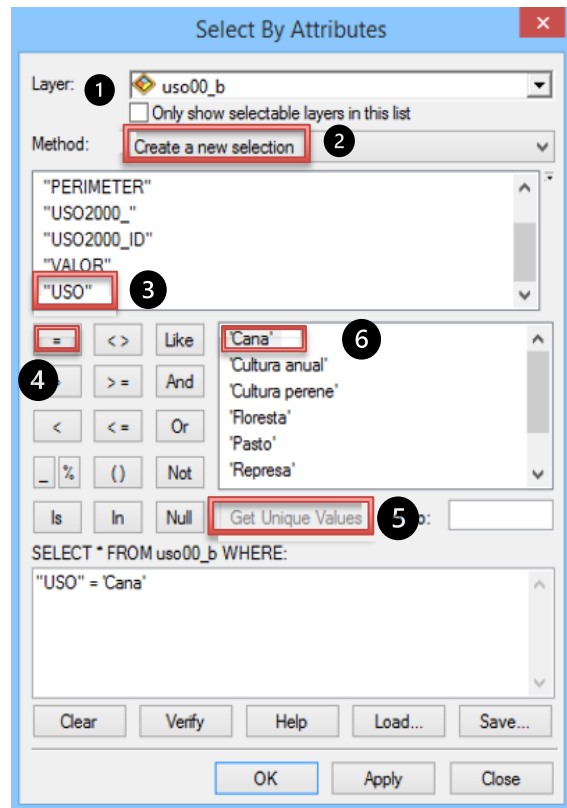 Select By Attributes
×
Layer: 1 uso00_b
Only show selectable layers in this list
Method: Create a new selection 2
"PERIMETER"
"USO2000_"
"USO2000_ID"
"VALOR"
"USO" 3
= <> Like 'Cana' 6
'Cultura anual'
4 >= And
'Cultura perene'
< <= Or 'Floresta'
'Pasto'
_ % () Not 'Represa'
Is In Null Get Unique Values 5
SELECT * FROM uso00_b WHERE:
"USO" = 'Cana'
Clear Verify Help Load... Save...
OK Apply Close